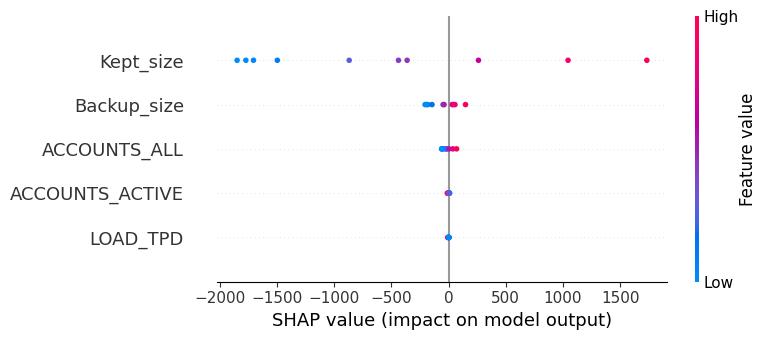 High
Kept_size
Backup_size
ACCOUNTS_ALL
ACCOUNTS_ACTIVE
LOAD_TPD
Feature value
Low
−2000 −1500 −1000 −500 0 500 1000 1500
SHAP value (impact on model output)